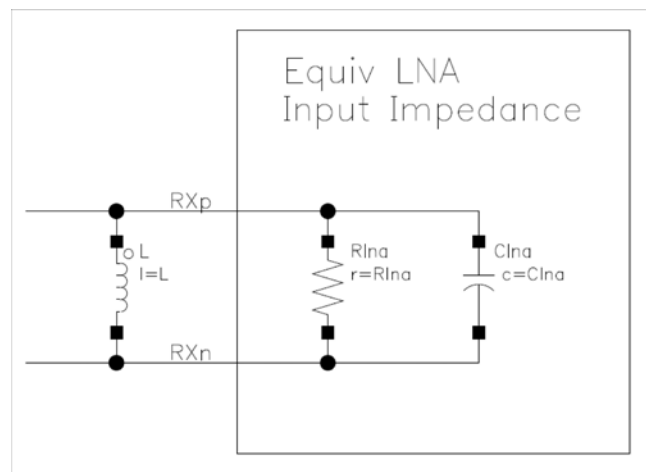 Equiv LNA
Input Impedance
RXp
L
l=L
Rlna
r=Rlna
Clna
c=Clna
RXn